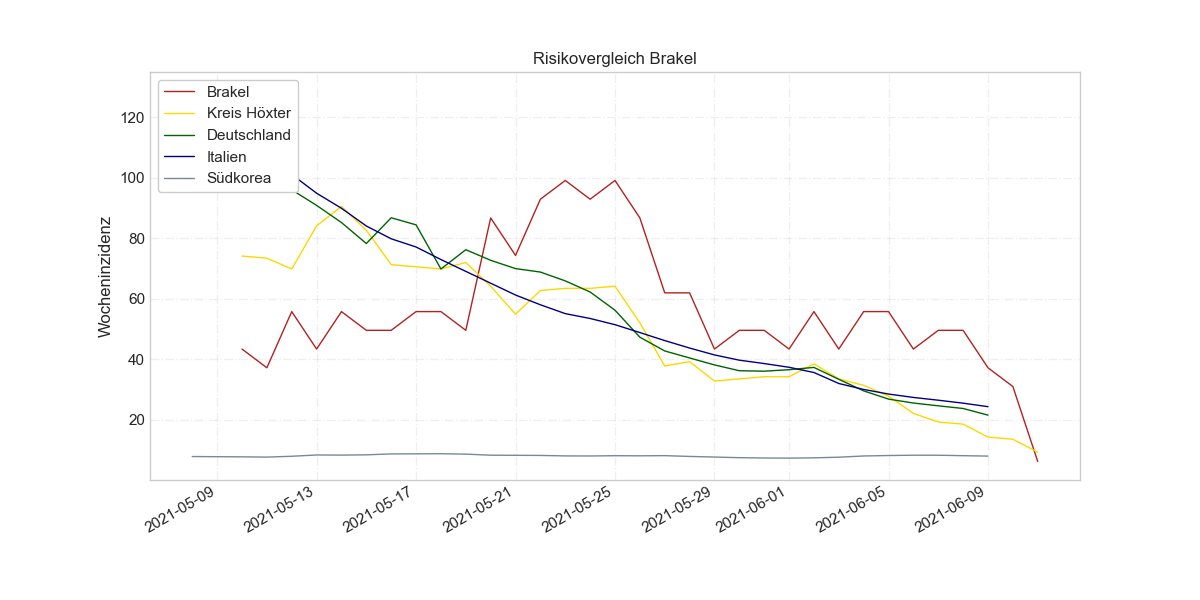 Risikovergleich Brakel
Brakel
Kreis Höxter
Deutschland
Italien
Südkorea
Wocheninzidenz
120
100
80
60
40
20
2021-05-09
2021-05-13
2021-05-17
2021-05-21
2021-05-25
2021-05-29
2021-06-01
2021-06-05
2021-06-09